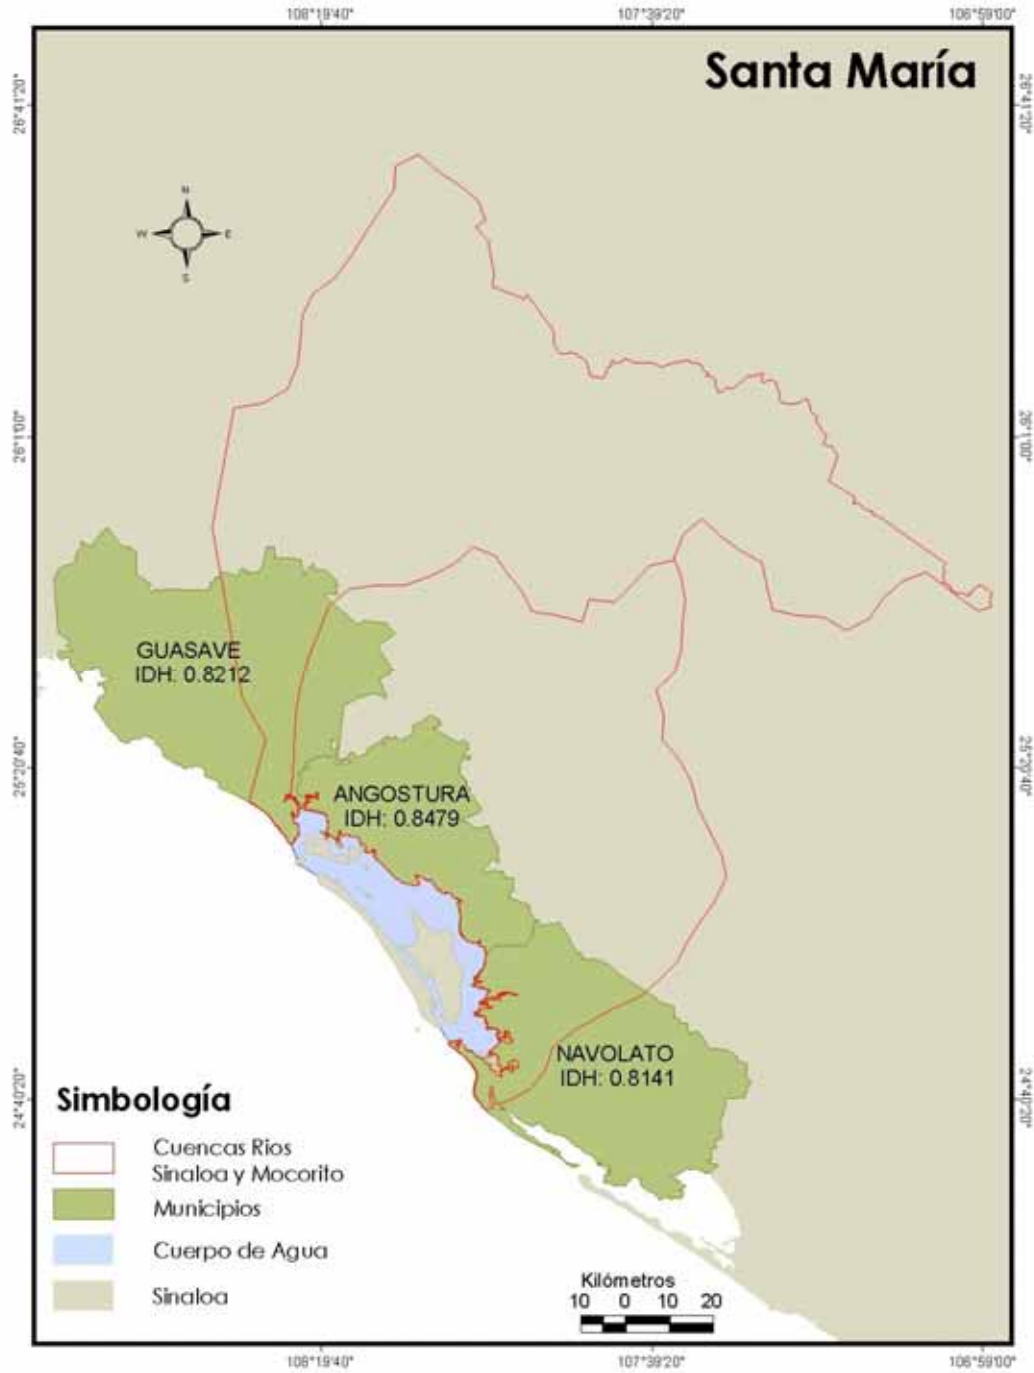 108°19'40"
107°39'20"
106°59'00"
Santa María
26°41'20"
26°41'20"
N
W
E
S
26°1'00"
26°1'00"
GUASAVE
IDH: 0.8212
25°20'40"
25°20'40"
ANGOSTURA
IDH: 0.8479
NAVOLATO
IDH: 0.8141
24°40'20"
24°40'20"
Simbología
Cuencas Rios
Sinaloa y Mocorito
Municipios
Cuerpo de Agua
Sinaloa
Kilómetros
10 0 10 20
108°19'40"
107°39'20"
106°59'00"